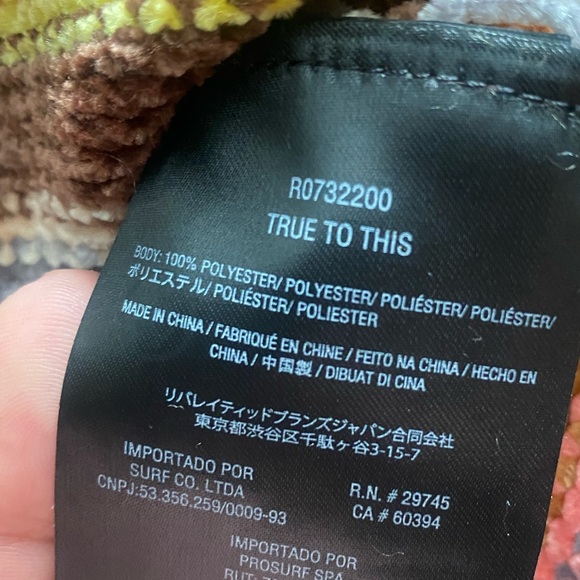 R0732200
TRUE TO THIS
BODY: 100% POLYESTER/ POLYESTER/ POLIÉSTER/ POLIÉSTER/
ポリエステル/ POLIÉSTER/ POLIESTER
MADE IN CHINA / FABRIQUÉ EN CHINE / FEITO NA CHINA / HECHO EN
CHINA / 中国製 / DIBUAT DI CINA
リバレイティッドブランズジャパン合同会社
東京都渋谷区千駄ヶ谷3-15-7
IMPORTADO POR
SURF CO. LTDA
CNPJ:53.356.259/0009-93
R.N. # 29745
CA # 60394
IMPORTADO POR
PROSURF SPA
RUT: